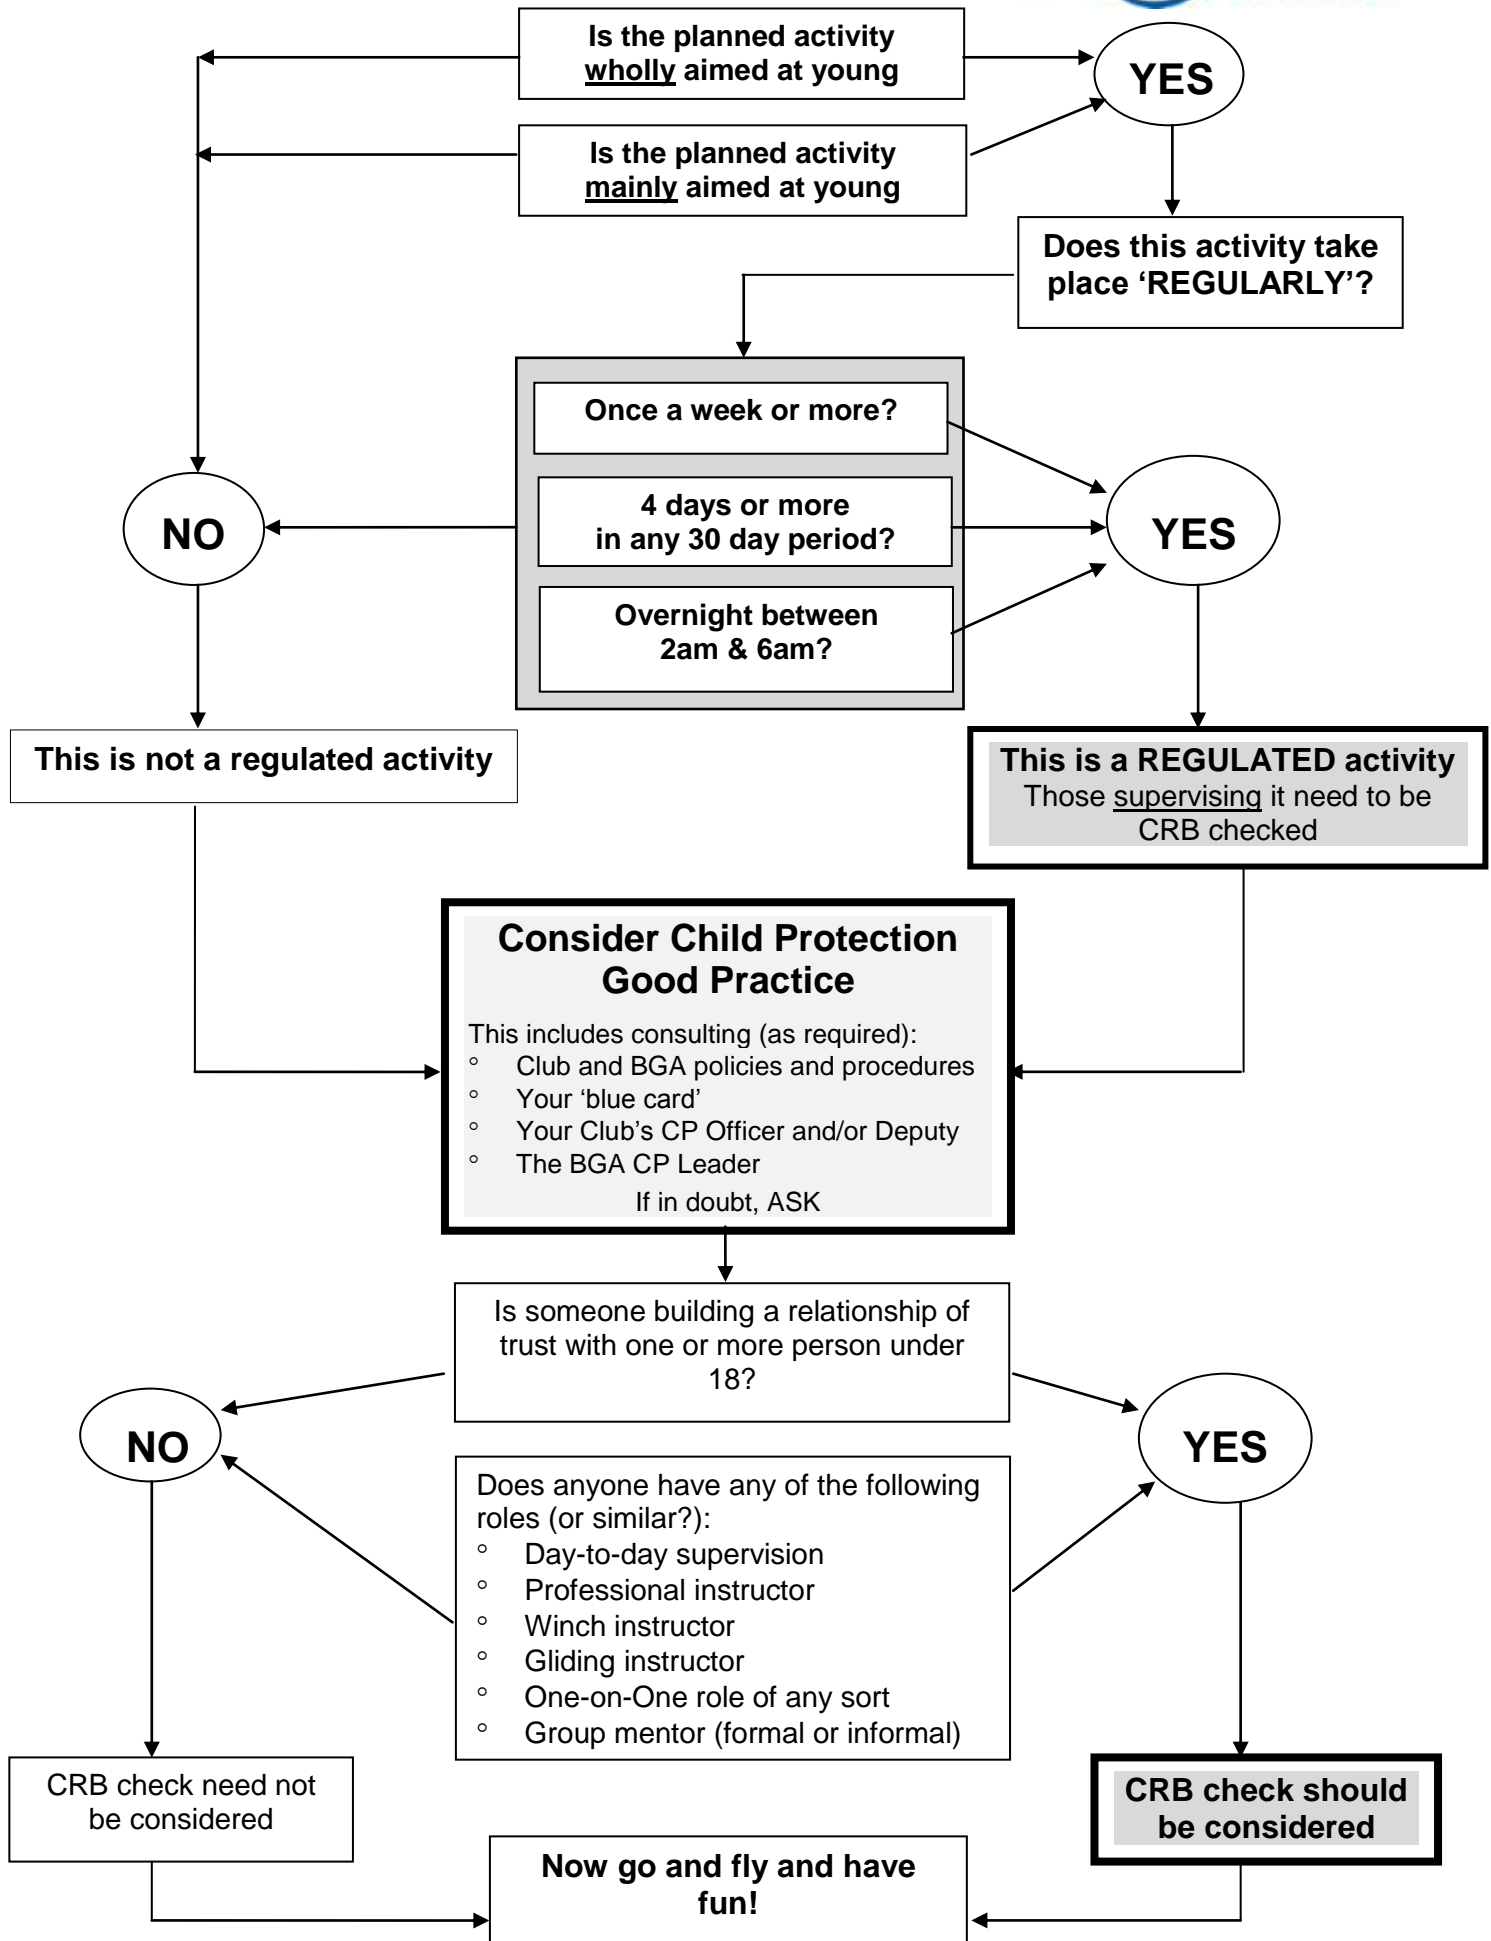 Is the planned activity
wholly aimed at young
YES
Is the planned activity
mainly aimed at young
Does this activity take
place ‘REGULARLY’?
Once a week or more?
4 days or more
in any 30 day period?
Overnight between
2am & 6am?
NO
YES
This is not a regulated activity
This is a REGULATED activity
Those supervising it need to be
CRB checked
Consider Child Protection
Good Practice
This includes consulting (as required):
° Club and BGA policies and procedures
° Your ‘blue card’
° Your Club’s CP Officer and/or Deputy
° The BGA CP Leader
If in doubt, ASK
Is someone building a relationship of
trust with one or more person under
18?
NO
YES
Does anyone have any of the following
roles (or similar?):
° Day-to-day supervision
° Professional instructor
° Winch instructor
° Gliding instructor
° One-on-One role of any sort
° Group mentor (formal or informal)
CRB check need not
be considered
CRB check should
be considered
Now go and fly and have
fun!